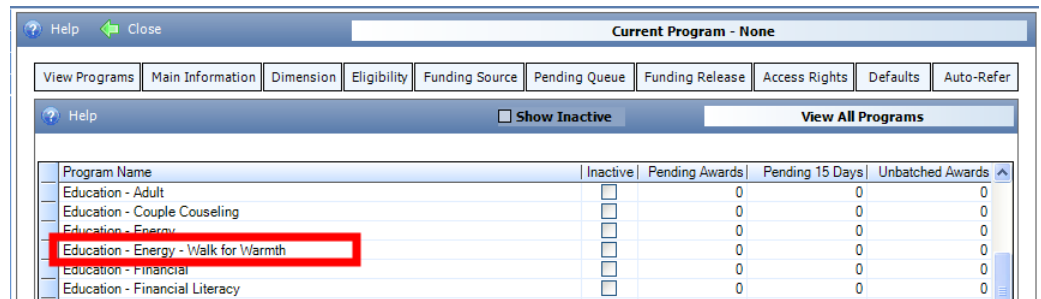 Help Close Current Program - None
View Programs Main Information Dimension Eligibility Funding Source Pending Queue Funding Release Access Rights Defaults Auto-Refer
Help Show Inactive View All Programs
Program Name Inactive Pending Awards Pending 15 Days Unbatched Awards
Education - Adult 0 0 0
Education - Couple Couseling 0 0 0
Education - Energy 0 0 0
Education - Energy - Walk for Warmth 0 0 0
Education - Financial 0 0 0
Education - Financial Literacy 0 0 0